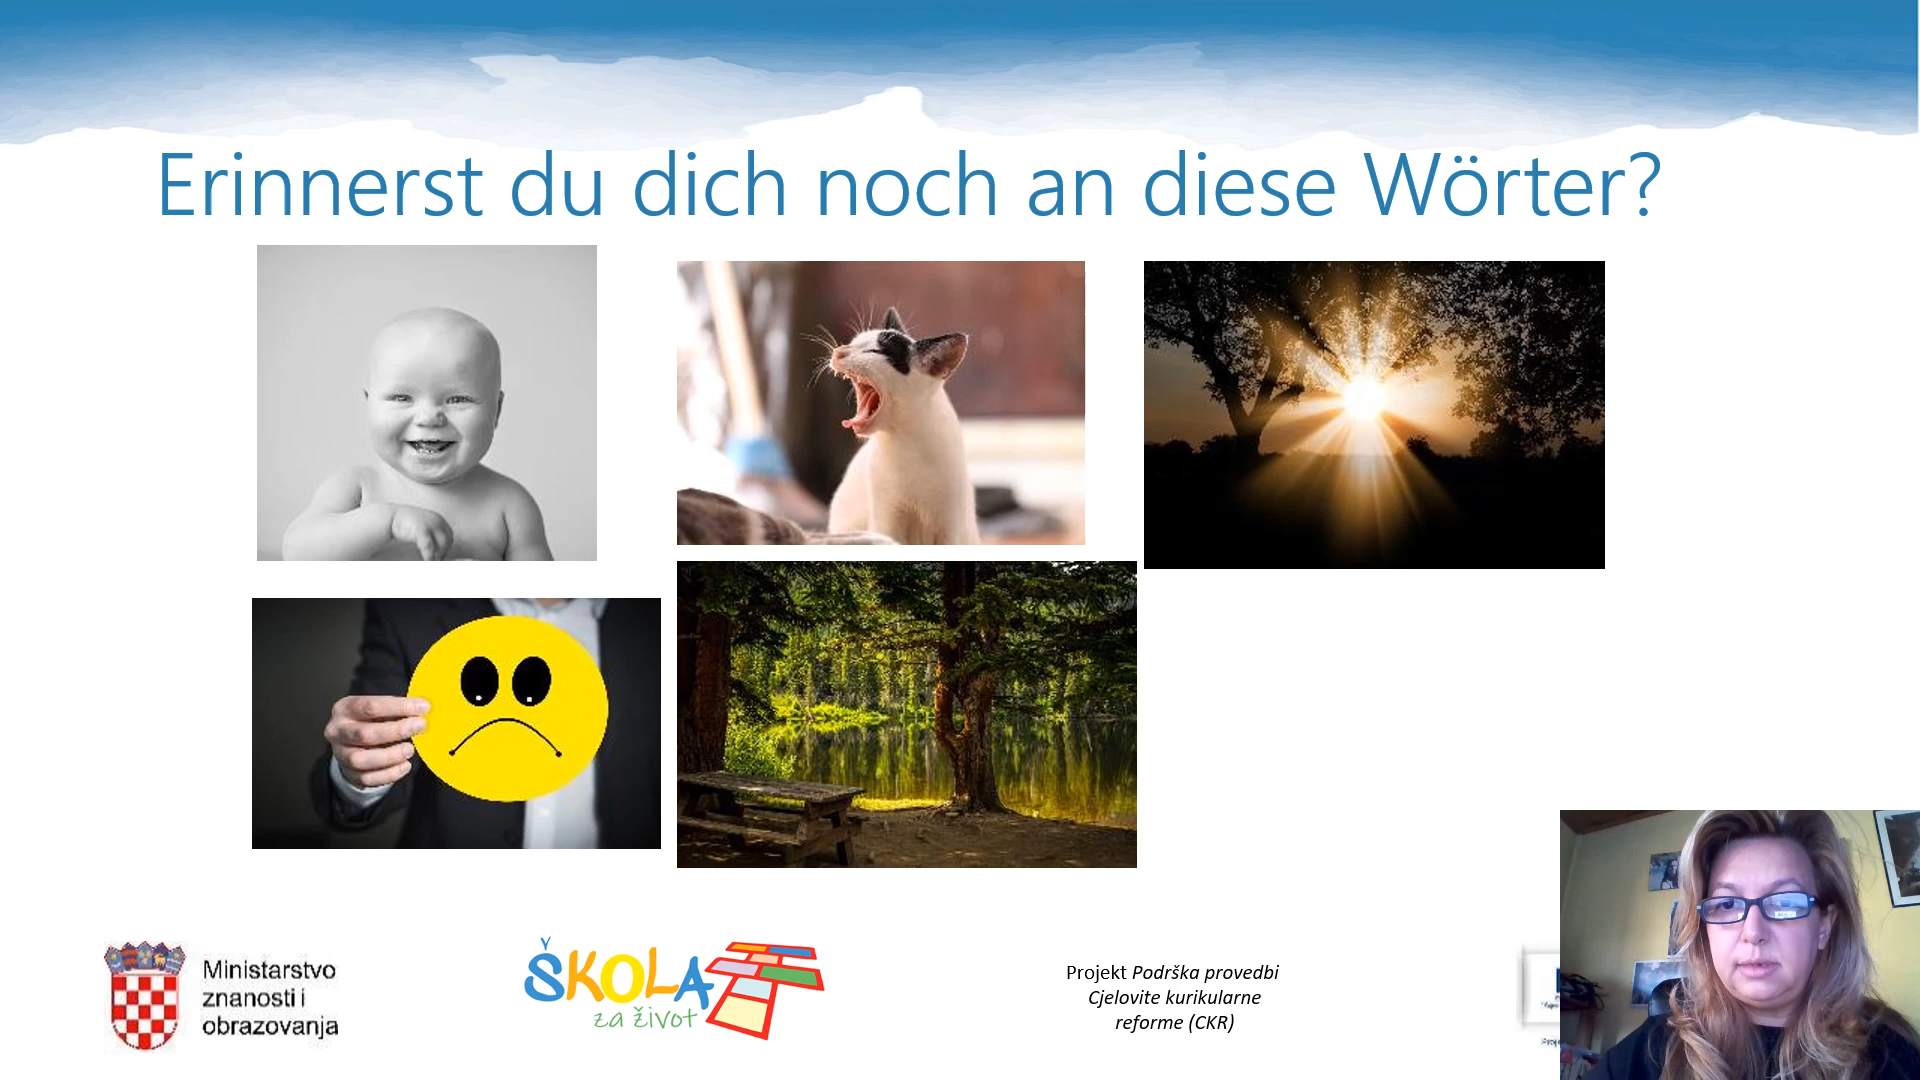 Erinnerst du dich noch an diese Wörter?
Ministarstvo
znanosti i
obrazovanja
ŠKOLA
za život
Projekt Podrška provedbi
Cjelovite kurikularne
reforme (CKR)